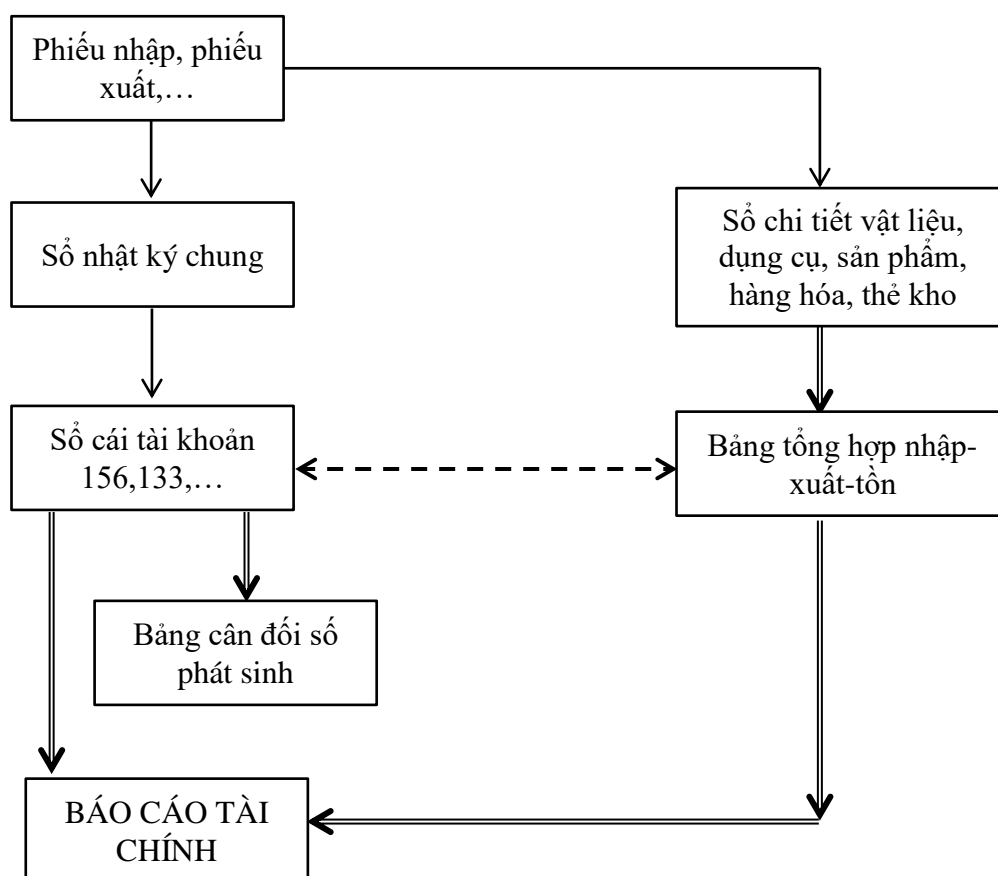 Phiếu nhập, phiếu
xuất,…
Sổ nhật ký chung
Sổ chi tiết vật liệu,
dụng cụ, sản phẩm,
hàng hóa, thẻ kho
Sổ cái tài khoản
156,133,…
Bảng tổng hợp nhập-
xuất-tồn
Bảng cân đối số
phát sinh
BÁO CÁO TÀI
CHÍNH